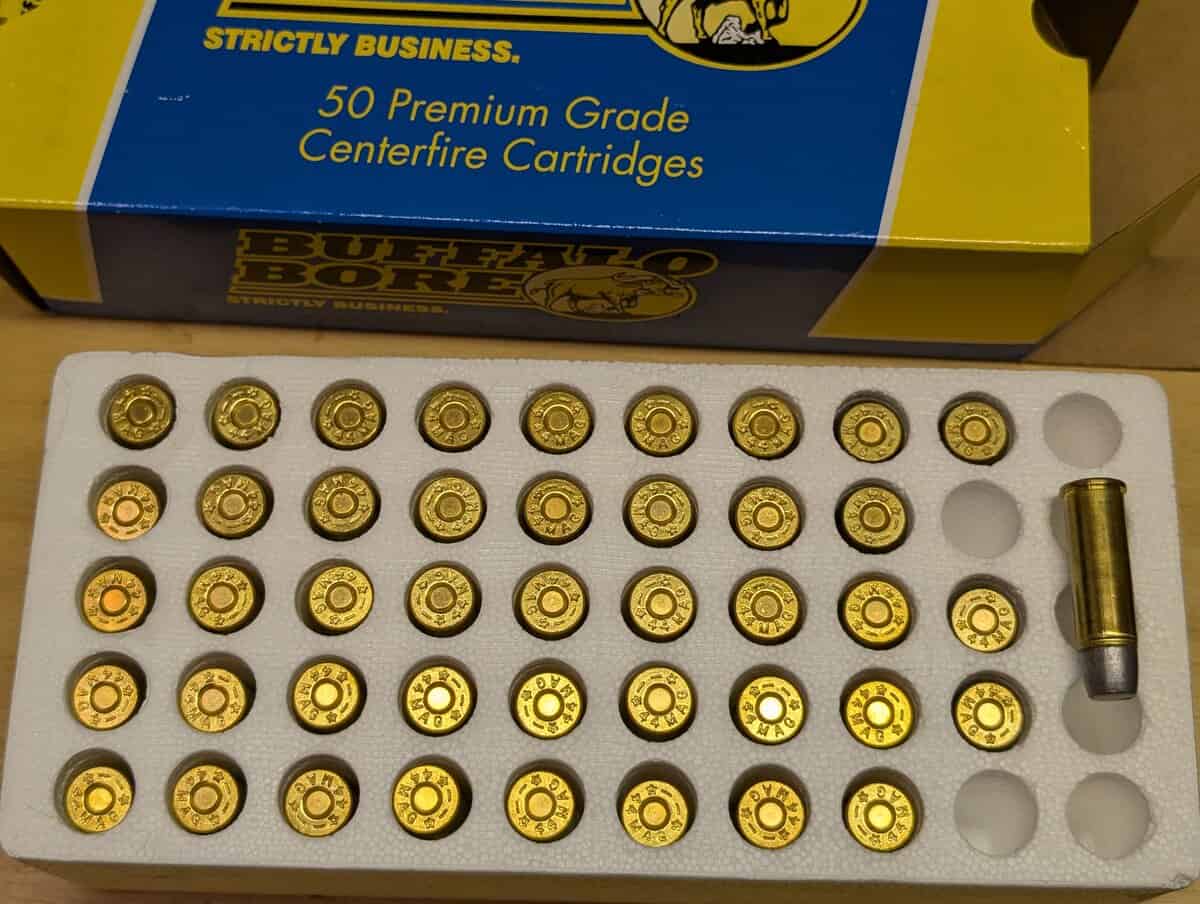 STRICTLY BUSINESS.
50 Premium Grade
Centerfire Cartridges
BUFFALO
BORE
STRICTLY BUSINESS.
44 MAG